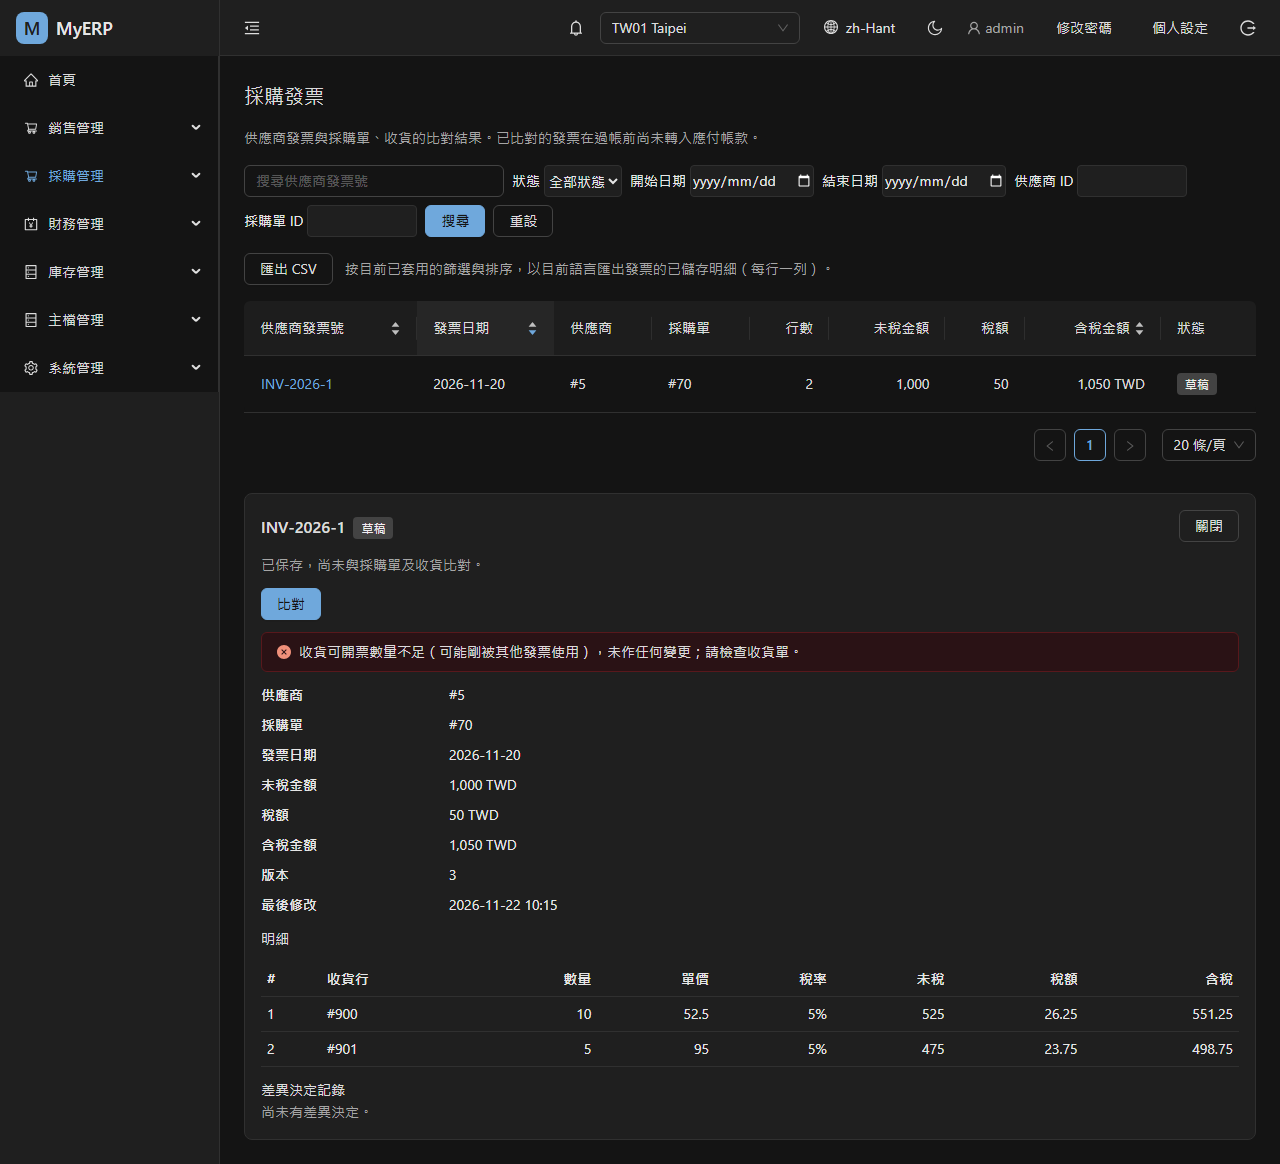 M MyERP
TW01 Taipei
zh-Hant
admin
修改密碼
個人設定
首頁
銷售管理
採購管理
財務管理
庫存管理
主檔管理
系統管理
採購發票
供應商發票與採購單、收貨的比對結果。已比對的發票在過帳前尚未轉入應付帳款。
搜尋供應商發票號 狀態 全部狀態 開始日期 yyyy/mm/dd 結束日期 yyyy/mm/dd 供應商 ID
採購單 ID 搜尋 重設
匯出 CSV 按目前已套用的篩選與排序，以目前語言匯出發票的已儲存明細（每行一列）。
供應商發票號 發票日期 供應商 採購單 行數 未稅金額 稅額 含稅金額 狀態
INV-2026-1 2026-11-20 #5 #70 2 1,000 50 1,050 TWD 草稿
< 1 > 20 條/頁
INV-2026-1 草稿 關閉
已保存，尚未與採購單及收貨比對。
比對
收貨可開票數量不足（可能剛被其他發票使用），未作任何變更；請檢查收貨單。
供應商 #5
採購單 #70
發票日期 2026-11-20
未稅金額 1,000 TWD
稅額 50 TWD
含稅金額 1,050 TWD
版本 3
最後修改 2026-11-22 10:15
明細
# 收貨行 數量 單價 稅率 未稅 稅額 含稅
1 #900 10 52.5 5% 525 26.25 551.25
2 #901 5 95 5% 475 23.75 498.75
差異決定記錄
尚未有差異決定。